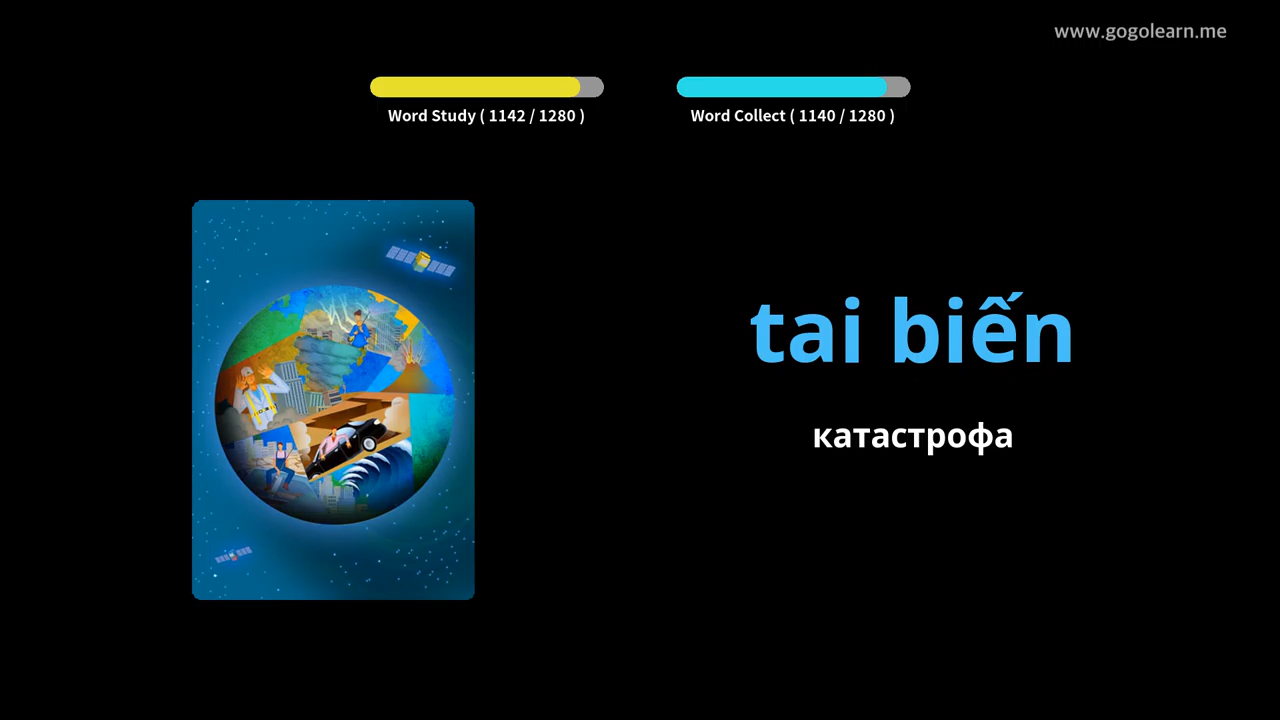 www.gogolearn.me
Word Study ( 1142 / 1280 )
Word Collect ( 1140 / 1280 )
tai biến
катастрофа